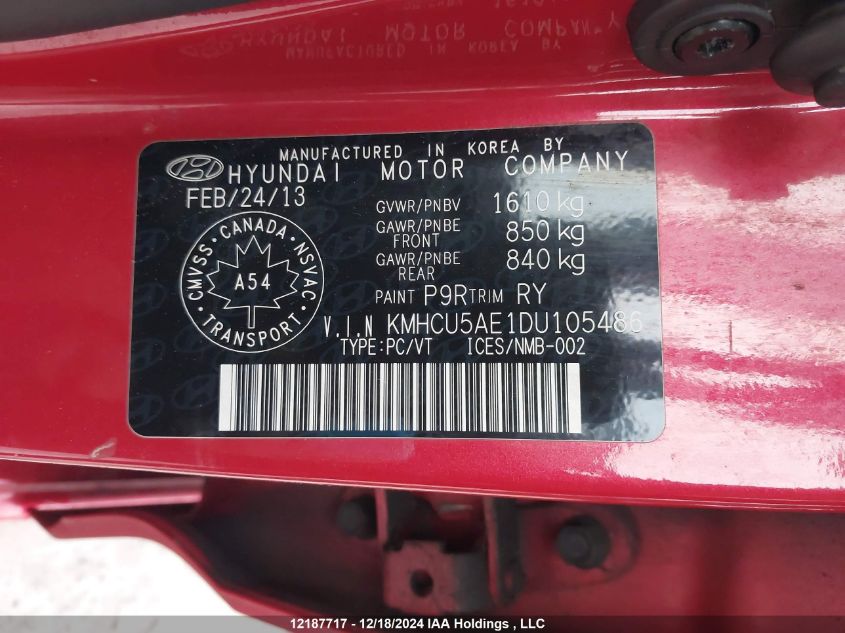 MANUFACTURED IN KOREA BY
HYUNDAI MOTOR COMPANY
FEB/24/13
GVWR/PNBV 1610 kg
GAWR/PNBE FRONT 850 kg
GAWR/PNBE REAR 840 kg
CANADA
CMVSS NSVAC
A54
TRANSPORT
PAINT P9R TRIM RY
V.I.N KMHCU5AE1DU105486
TYPE:PC/VT ICES/NMB-002
12187717 - 12/18/2024 IAA Holdings , LLC